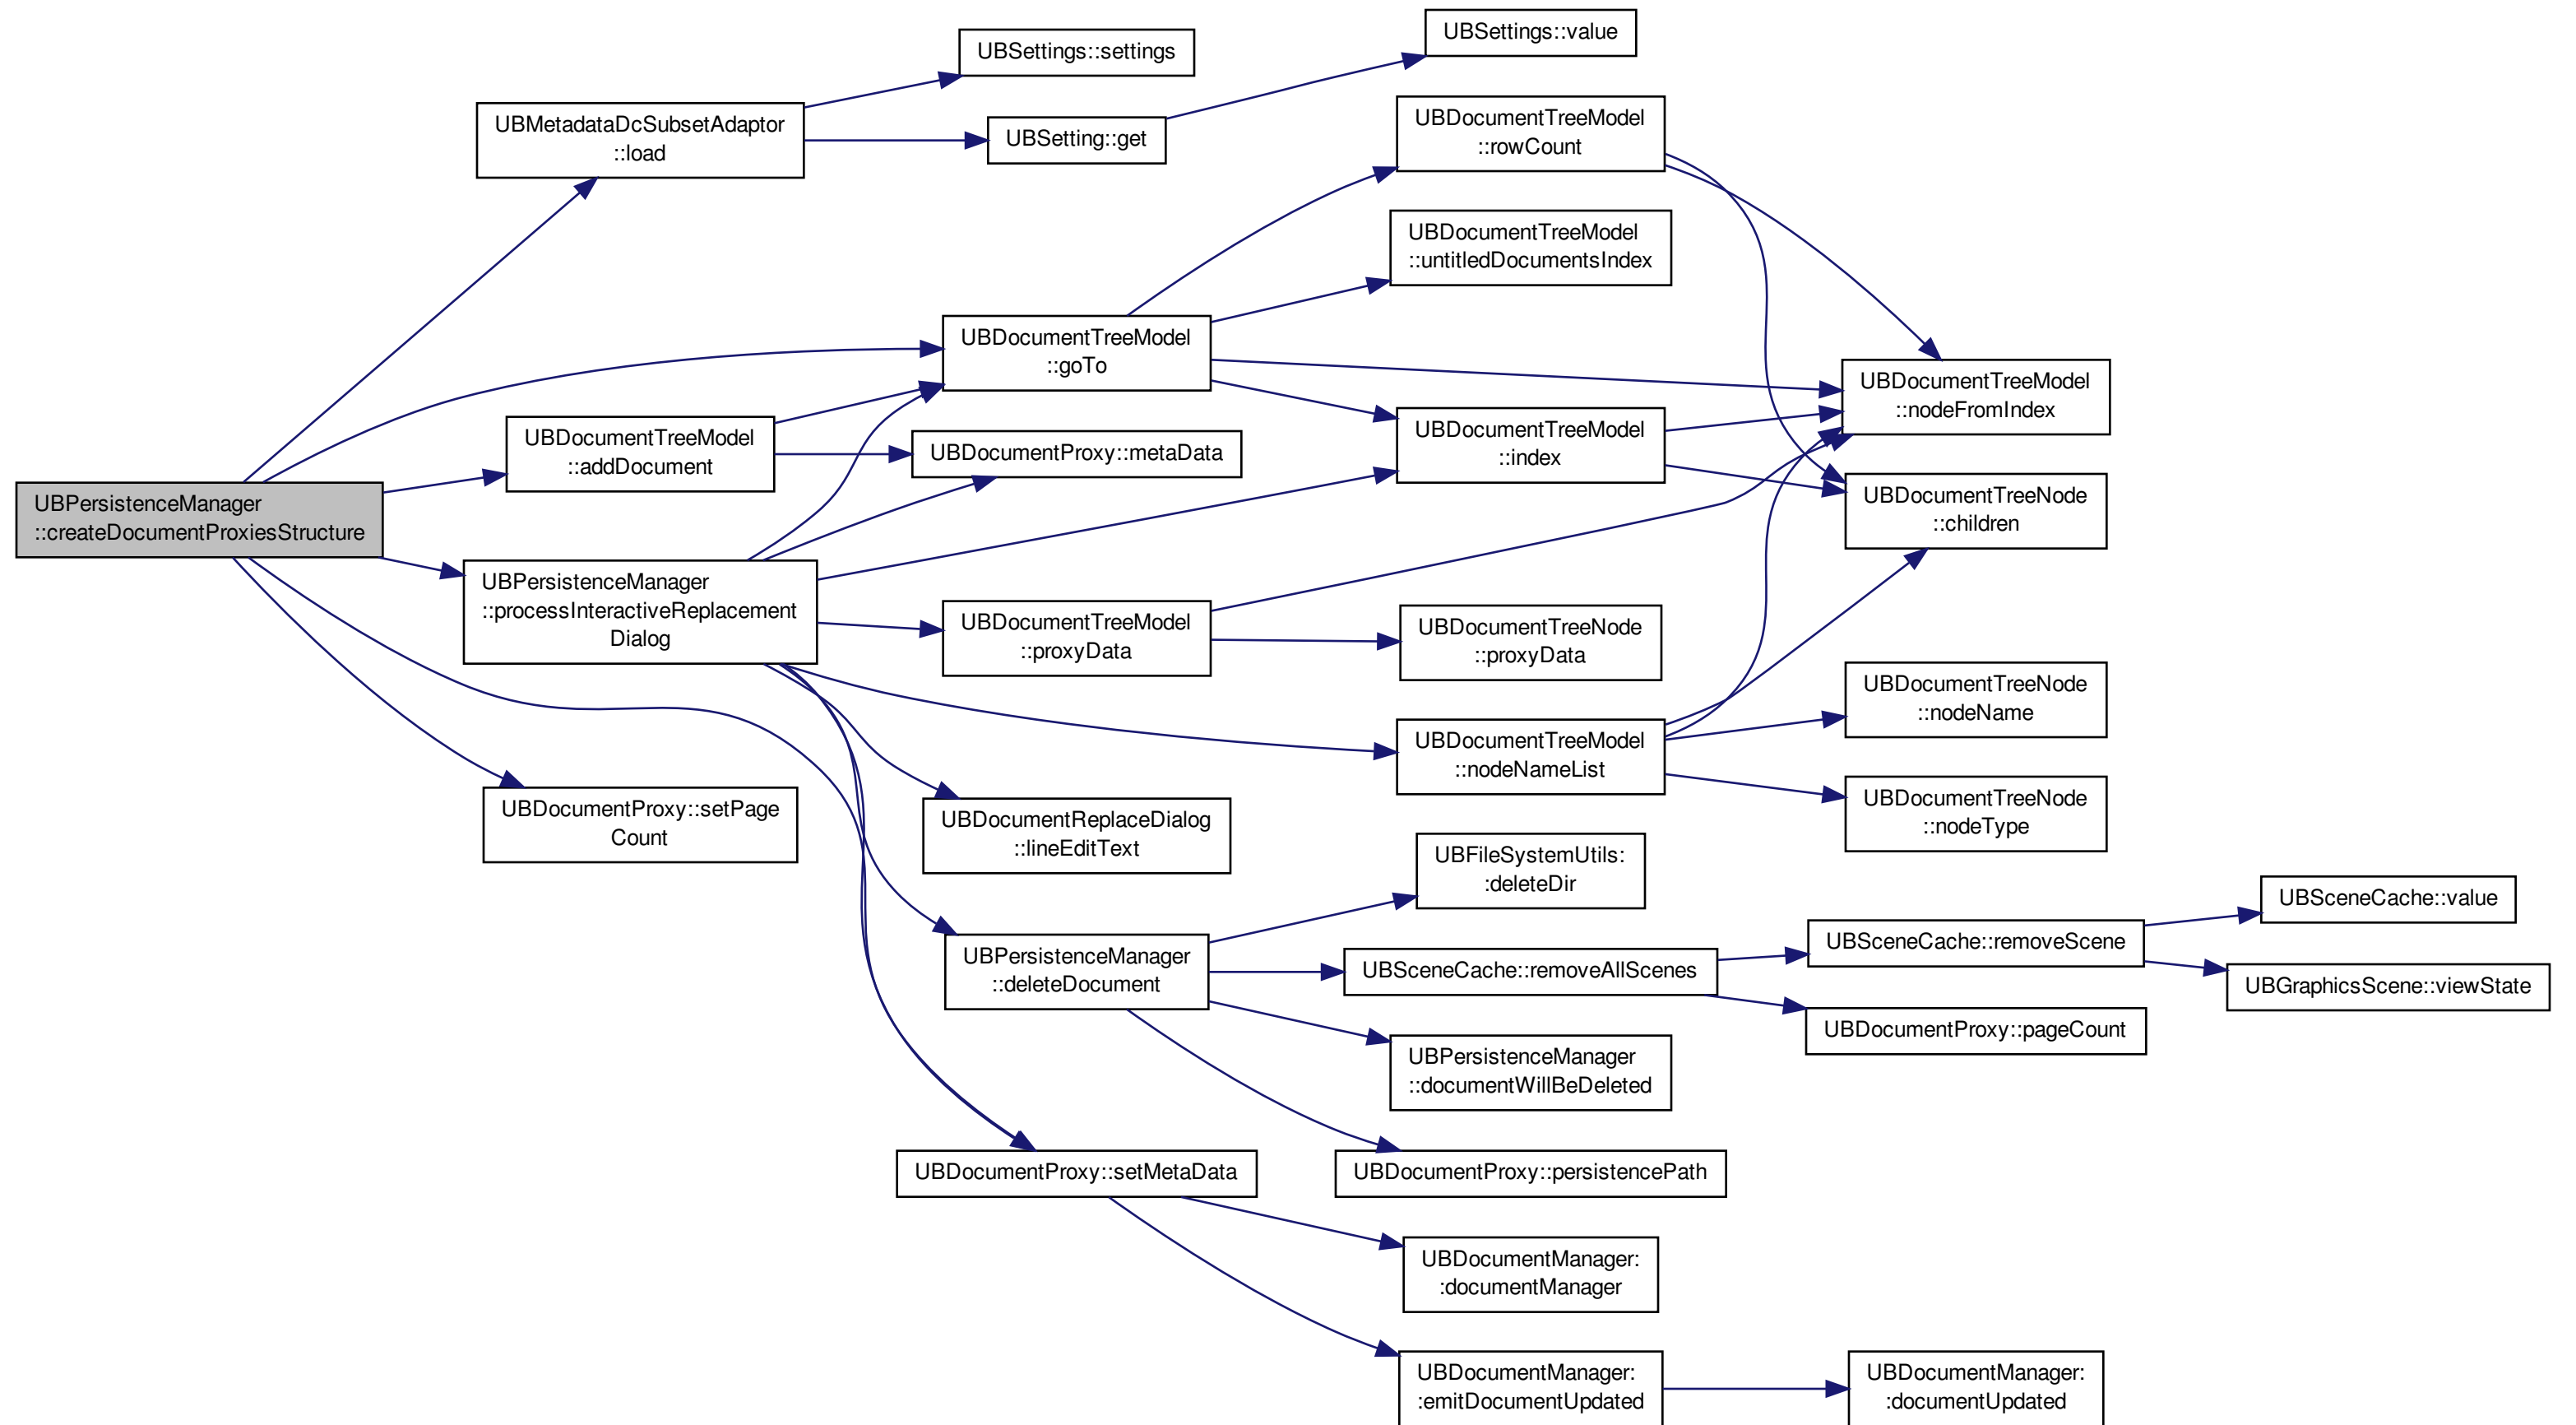 UBPersistenceManager
::createDocumentProxiesStructure
UBMetadataDcSubsetAdaptor
::load
UBDocumentTreeModel
::addDocument
UBPersistenceManager
::processInteractiveReplacement
Dialog
UBDocumentProxy::setPage
Count
UBSettings::settings
UBSetting::get
UBDocumentTreeModel
::goTo
UBDocumentProxy::metaData
UBDocumentTreeModel
::proxyData
UBDocumentReplaceDialog
::lineEditText
UBPersistenceManager
::deleteDocument
UBDocumentProxy::setMetaData
UBSettings::value
UBDocumentTreeModel
::rowCount
UBDocumentTreeModel
::untitledDocumentsIndex
UBDocumentTreeModel
::index
UBDocumentTreeNode
::proxyData
UBDocumentTreeModel
::nodeNameList
UBFileSystemUtils:
:deleteDir
UBSceneCache::removeAllScenes
UBPersistenceManager
::documentWillBeDeleted
UBDocumentProxy::persistencePath
UBDocumentManager:
:documentManager
UBDocumentManager:
:emitDocumentUpdated
UBDocumentTreeModel
::nodeFromIndex
UBDocumentTreeNode
::children
UBDocumentTreeNode
::nodeName
UBDocumentTreeNode
::nodeType
UBSceneCache::removeScene
UBDocumentProxy::pageCount
UBDocumentManager:
:documentUpdated
UBSceneCache::value
UBGraphicsScene::viewState